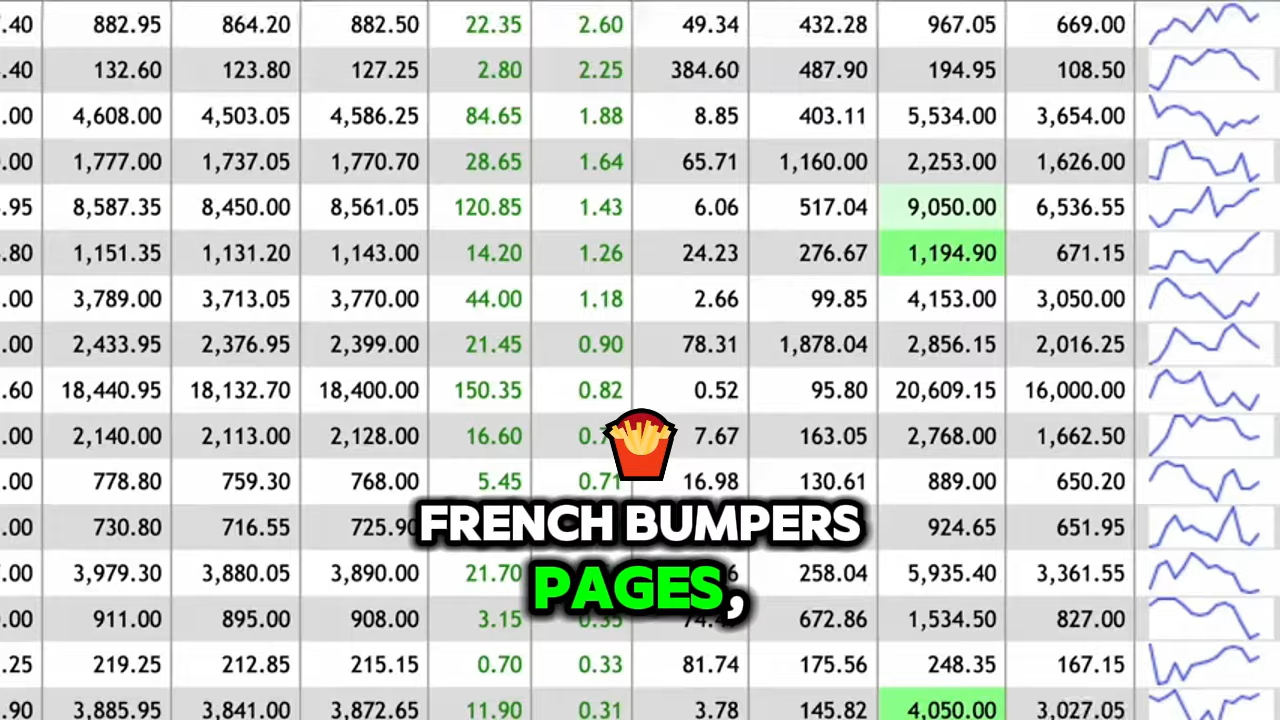 .40 882.95 864.20 882.50 22.35 2.60 49.34 432.28 967.05 669.00
.40 132.60 123.80 127.25 2.80 2.25 384.60 487.90 194.95 108.50
.00 4,608.00 4,503.05 4,586.25 84.65 1.88 8.85 403.11 5,534.00 3,654.00
.00 1,777.00 1,737.05 1,770.70 28.65 1.64 65.71 1,160.00 2,253.00 1,626.00
.95 8,587.35 8,450.00 8,561.05 120.85 1.43 6.06 517.04 9,050.00 6,536.55
.80 1,151.35 1,131.20 1,143.00 14.20 1.26 24.23 276.67 1,194.90 671.15
.00 3,789.00 3,713.05 3,770.00 44.00 1.18 2.66 99.85 4,153.00 3,050.00
.00 2,433.95 2,376.95 2,399.00 21.45 0.90 78.31 1,878.04 2,856.15 2,016.25
.60 18,440.95 18,132.70 18,400.00 150.35 0.82 0.52 95.80 20,609.15 16,000.00
.00 2,140.00 2,113.00 2,128.00 16.60 7.67 163.05 2,768.00 1,662.50
.00 778.80 759.30 768.00 5.45 0.71 16.98 130.61 889.00 650.20
.00 730.80 716.55 725.90 924.65 651.95
FRENCH BUMPERS
.00 3,979.30 3,880.05 3,890.00 21.70 258.04 5,935.40 3,361.55
PAGES,
.00 911.00 895.00 908.00 3.15 0.35 672.86 1,534.50 827.00
.25 219.25 212.85 215.15 0.70 0.33 81.74 175.56 248.35 167.15
.90 3,885.95 3,841.00 3,872.65 11.90 0.31 3.78 145.82 4,050.00 3,027.05